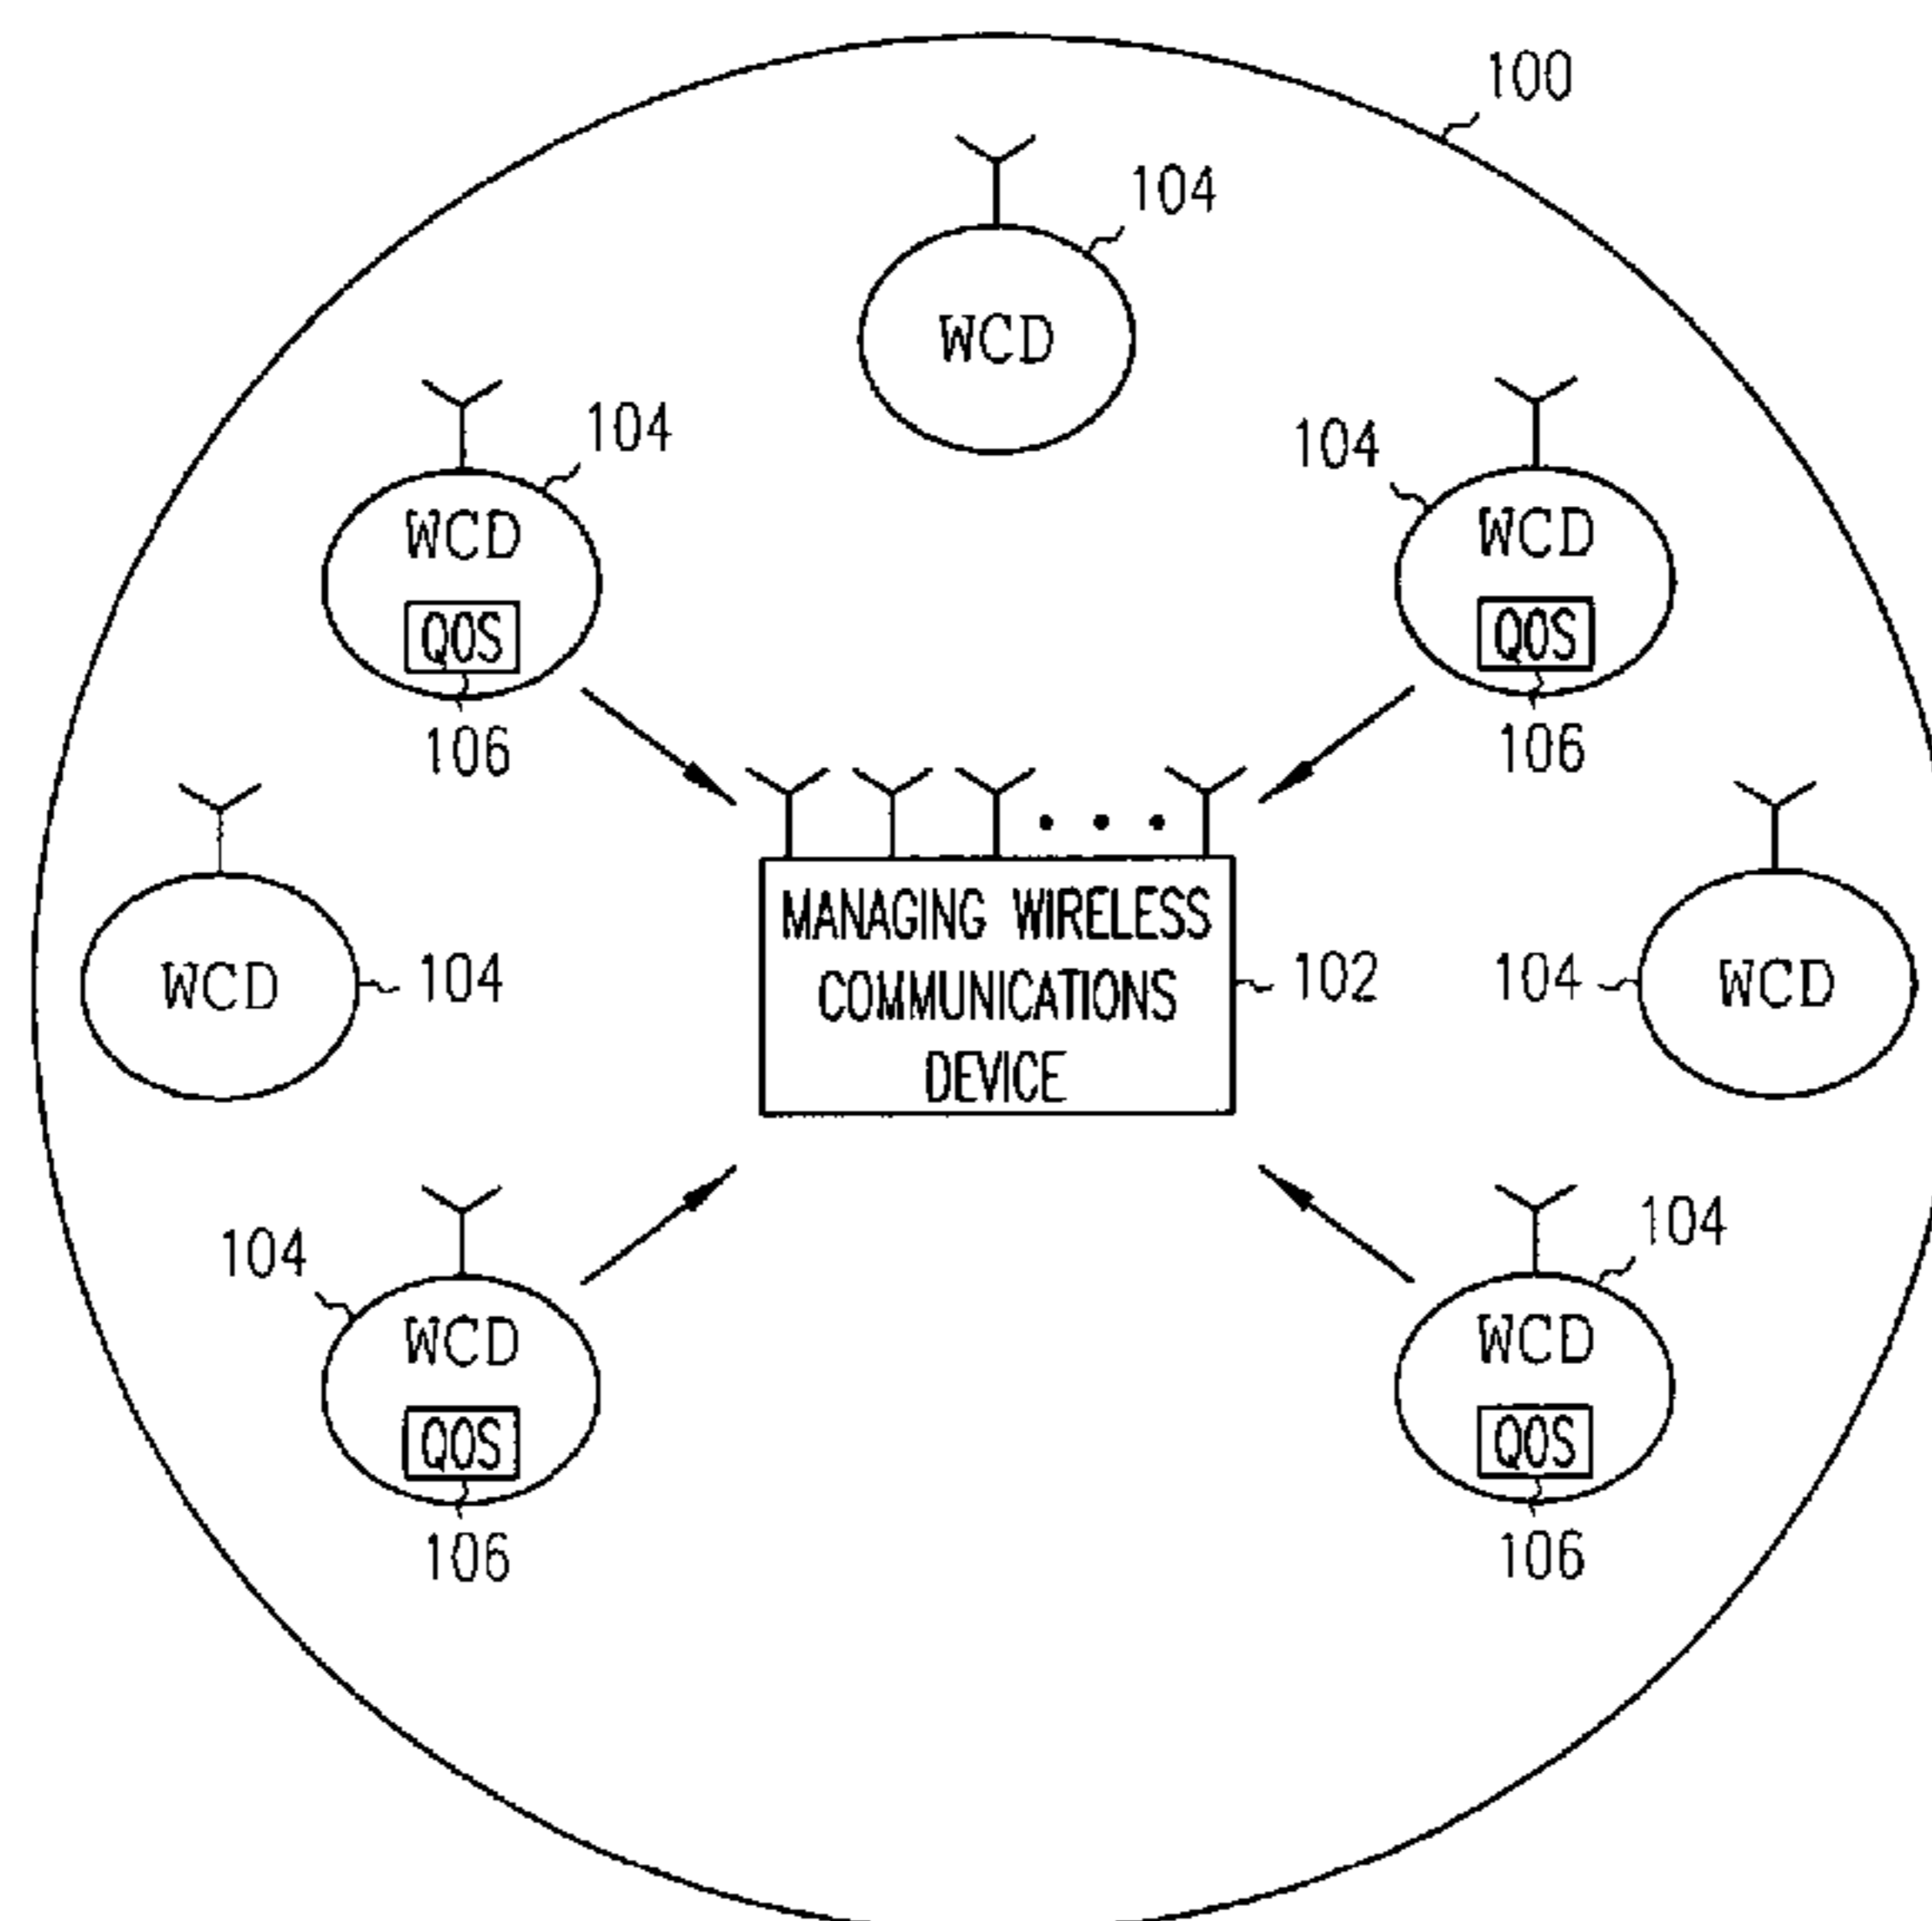 100
104
WCD
104
WCD
QOS
106
104
WCD
QOS
106
WCD
104
MANAGING WIRELESS
COMMUNICATIONS
DEVICE
102
104
WCD
104
WCD
QOS
106
104
WCD
QOS
106